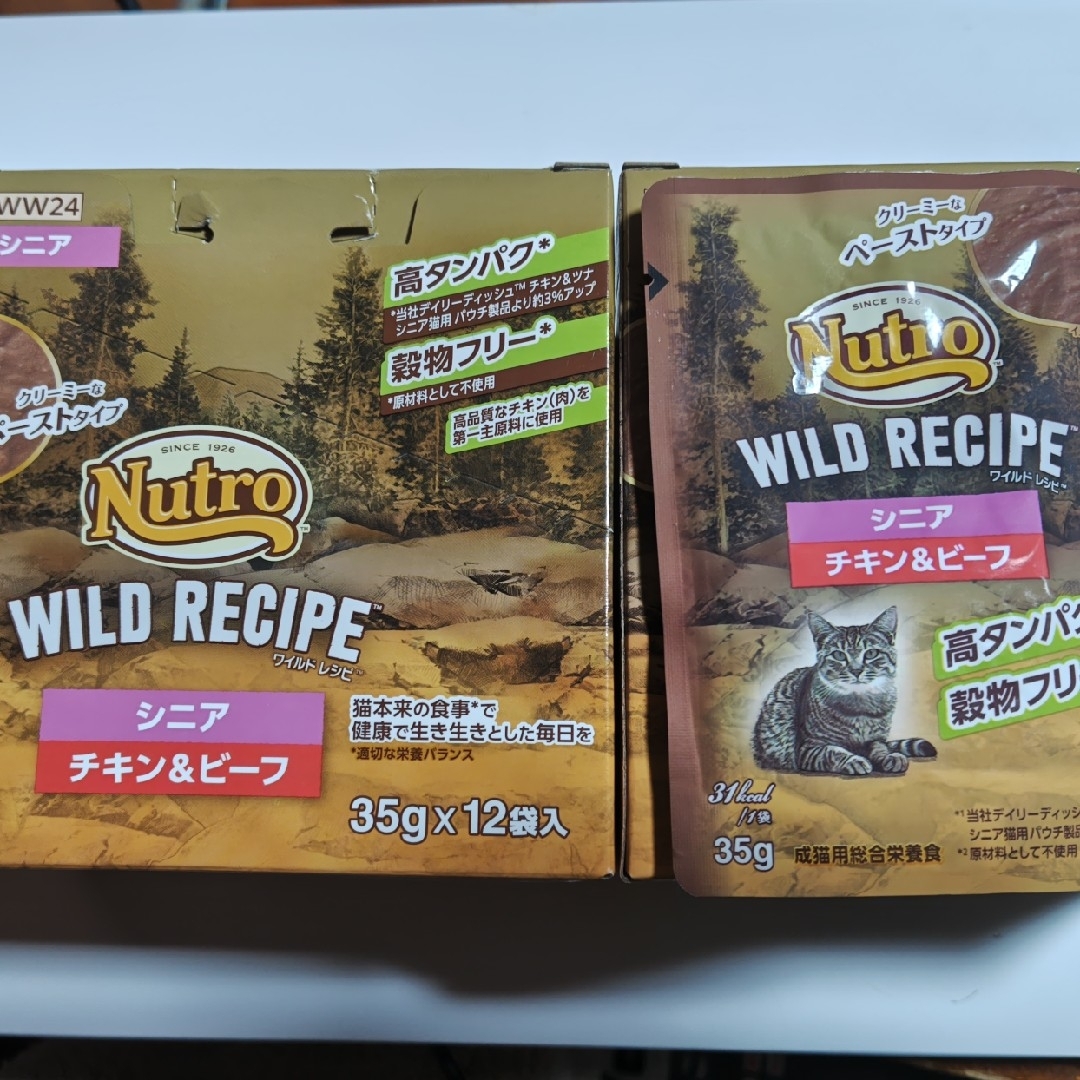 WW24
シニア
クリーミーな
ペーストタイプ
高タンパク*
*当社デイリーディッシュ™ チキン&ツナ
シニア猫用 パウチ製品より約3%アップ
穀物フリー*
*原材料として不使用
高品質なチキン(肉)を
第一主原料に使用
SINCE 1926
Nutro™
WILD RECIPE™
ワイルド レシピ™
シニア
チキン&ビーフ
猫本来の食事*で
健康で生き生きとした毎日を
*適切な栄養バランス
35g×12袋入
クリーミーな
ペーストタイプ
SINCE 1926
Nutro™
WILD RECIPE™
ワイルド レシピ™
シニア
チキン&ビーフ
高タンパク
穀物フリー
31kcal
/1袋
35g
成猫用総合栄養食
*1当社デイリーディッシ
シニア猫用パウチ製品
*2原材料として不使用